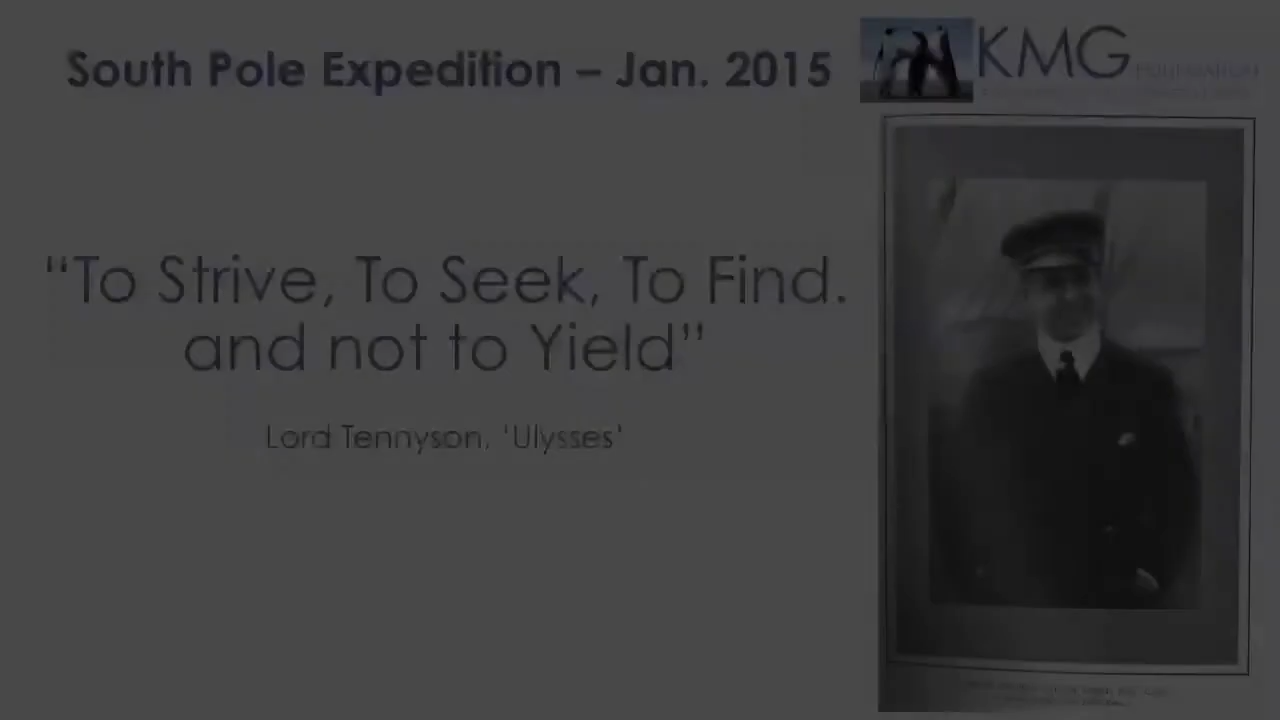 South Pole Expedition – Jan. 2015
KMG
FOUNDATION
“To Strive, To Seek, To Find.
and not to Yield”
Lord Tennyson, ‘Ulysses’